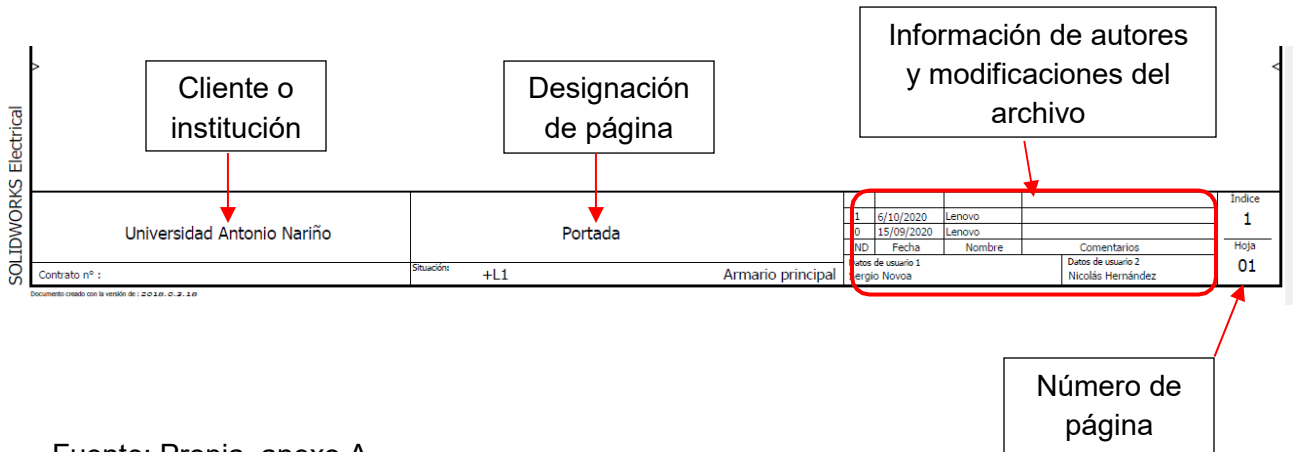 Información de autores
y modificaciones del
archivo
Cliente o
institución
Designación
de página
SOLIDWORKS Electrical
Universidad Antonio Nariño
Portada
1 6/10/2020 Lenovo
0 15/09/2020 Lenovo
IND Fecha Nombre Comentarios
Índice
1
Hoja
01
Contrato nº :
Situación: +L1 Armario principal
Datos de usuario 1
Sergio Novoa
Datos de usuario 2
Nicolás Hernández
Documento creado con la versión de : 2018.0.3.18
Número de
página
Fuente: Propia, anexo A